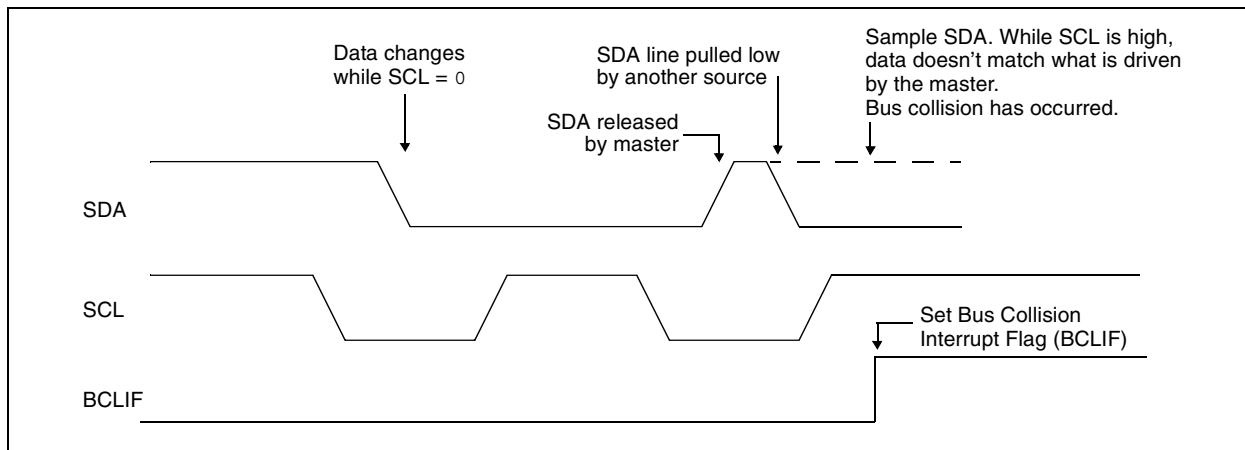 Data changes
while SCL = 0
SDA line pulled low
by another source
SDA released
by master
Sample SDA. While SCL is high,
data doesn't match what is driven
by the master.
Bus collision has occurred.
SDA
SCL
Set Bus Collision
Interrupt Flag (BCLIF)
BCLIF